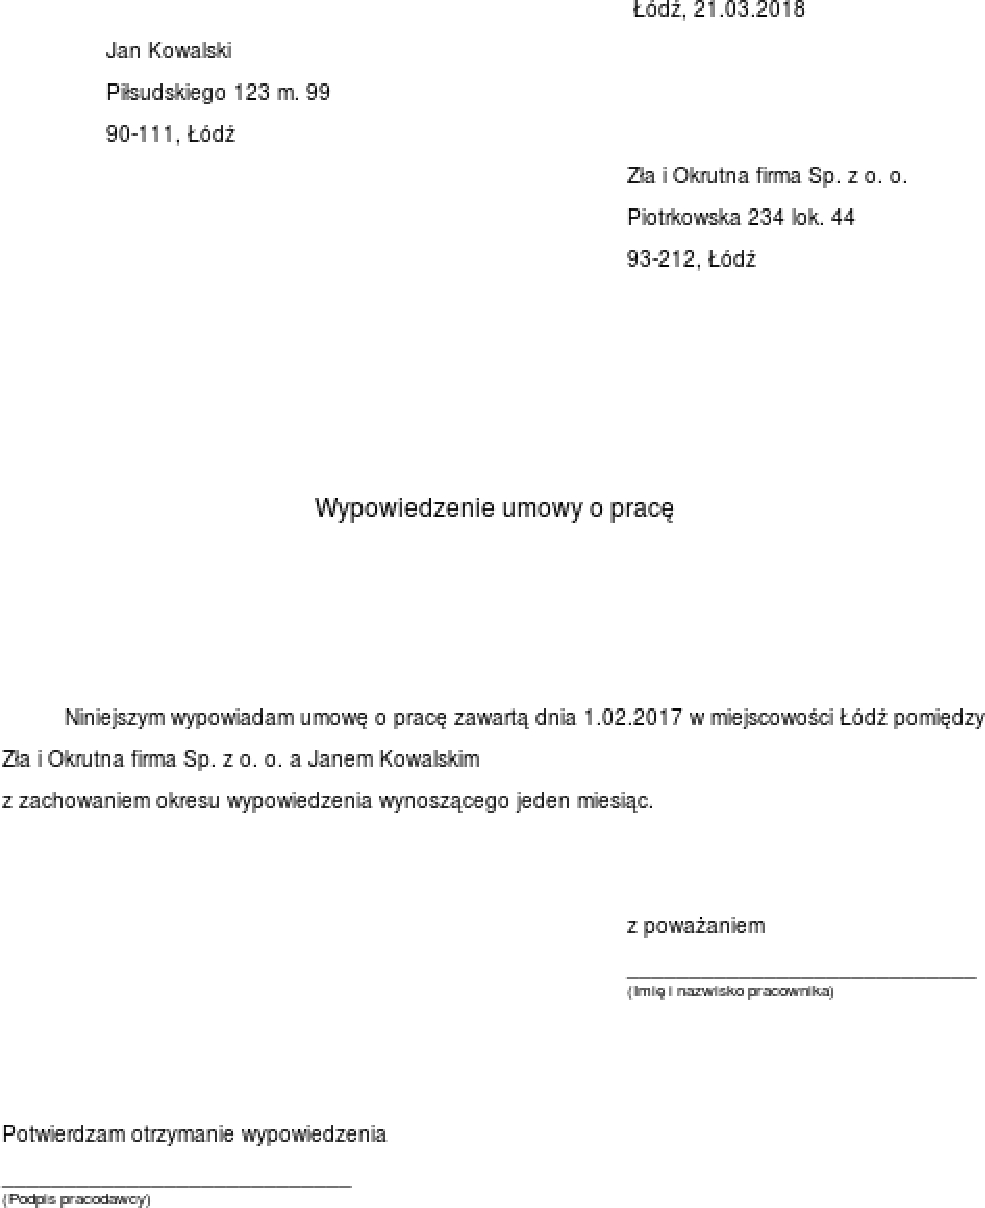 Łódź, 21.03.2018
Jan Kowalski
Piłsudskiego 123 m. 99
90-111, Łódź
Zła i Okrutna firma Sp. z o. o.
Piotrkowska 234 lok. 44
93-212, Łódź
Wypowiedzenie umowy o pracę
Niniejszym wypowiadam umowę o pracę zawartą dnia 1.02.2017 w miejscowości Łódź pomiędzy
Zła i Okrutna firma Sp. z o. o. a Janem Kowalskim
z zachowaniem okresu wypowiedzenia wynoszącego jeden miesiąc.
z poważaniem
(Imię i nazwisko pracownika)
Potwierdzam otrzymanie wypowiedzenia
(Podpis pracodawcy)